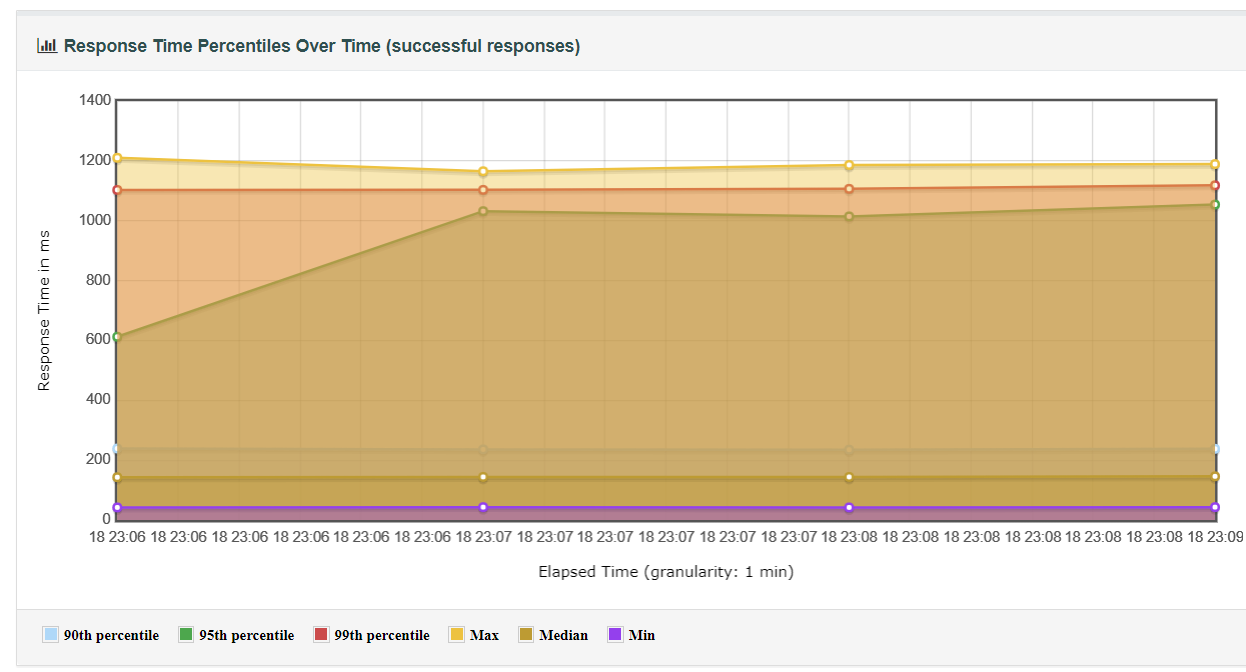 Response Time Percentiles Over Time (successful responses)
1400
1200
1000
800
600
400
200
0
Response Time in ms
18 23:06 18 23:06 18 23:06 18 23:06 18 23:06 18 23:06 18 23:07 18 23:07 18 23:07 18 23:07 18 23:07 18 23:07 18 23:08 18 23:08 18 23:08 18 23:08 18 23:08 18 23:08 18 23:09
Elapsed Time (granularity: 1 min)
90th percentile 95th percentile 99th percentile Max Median Min